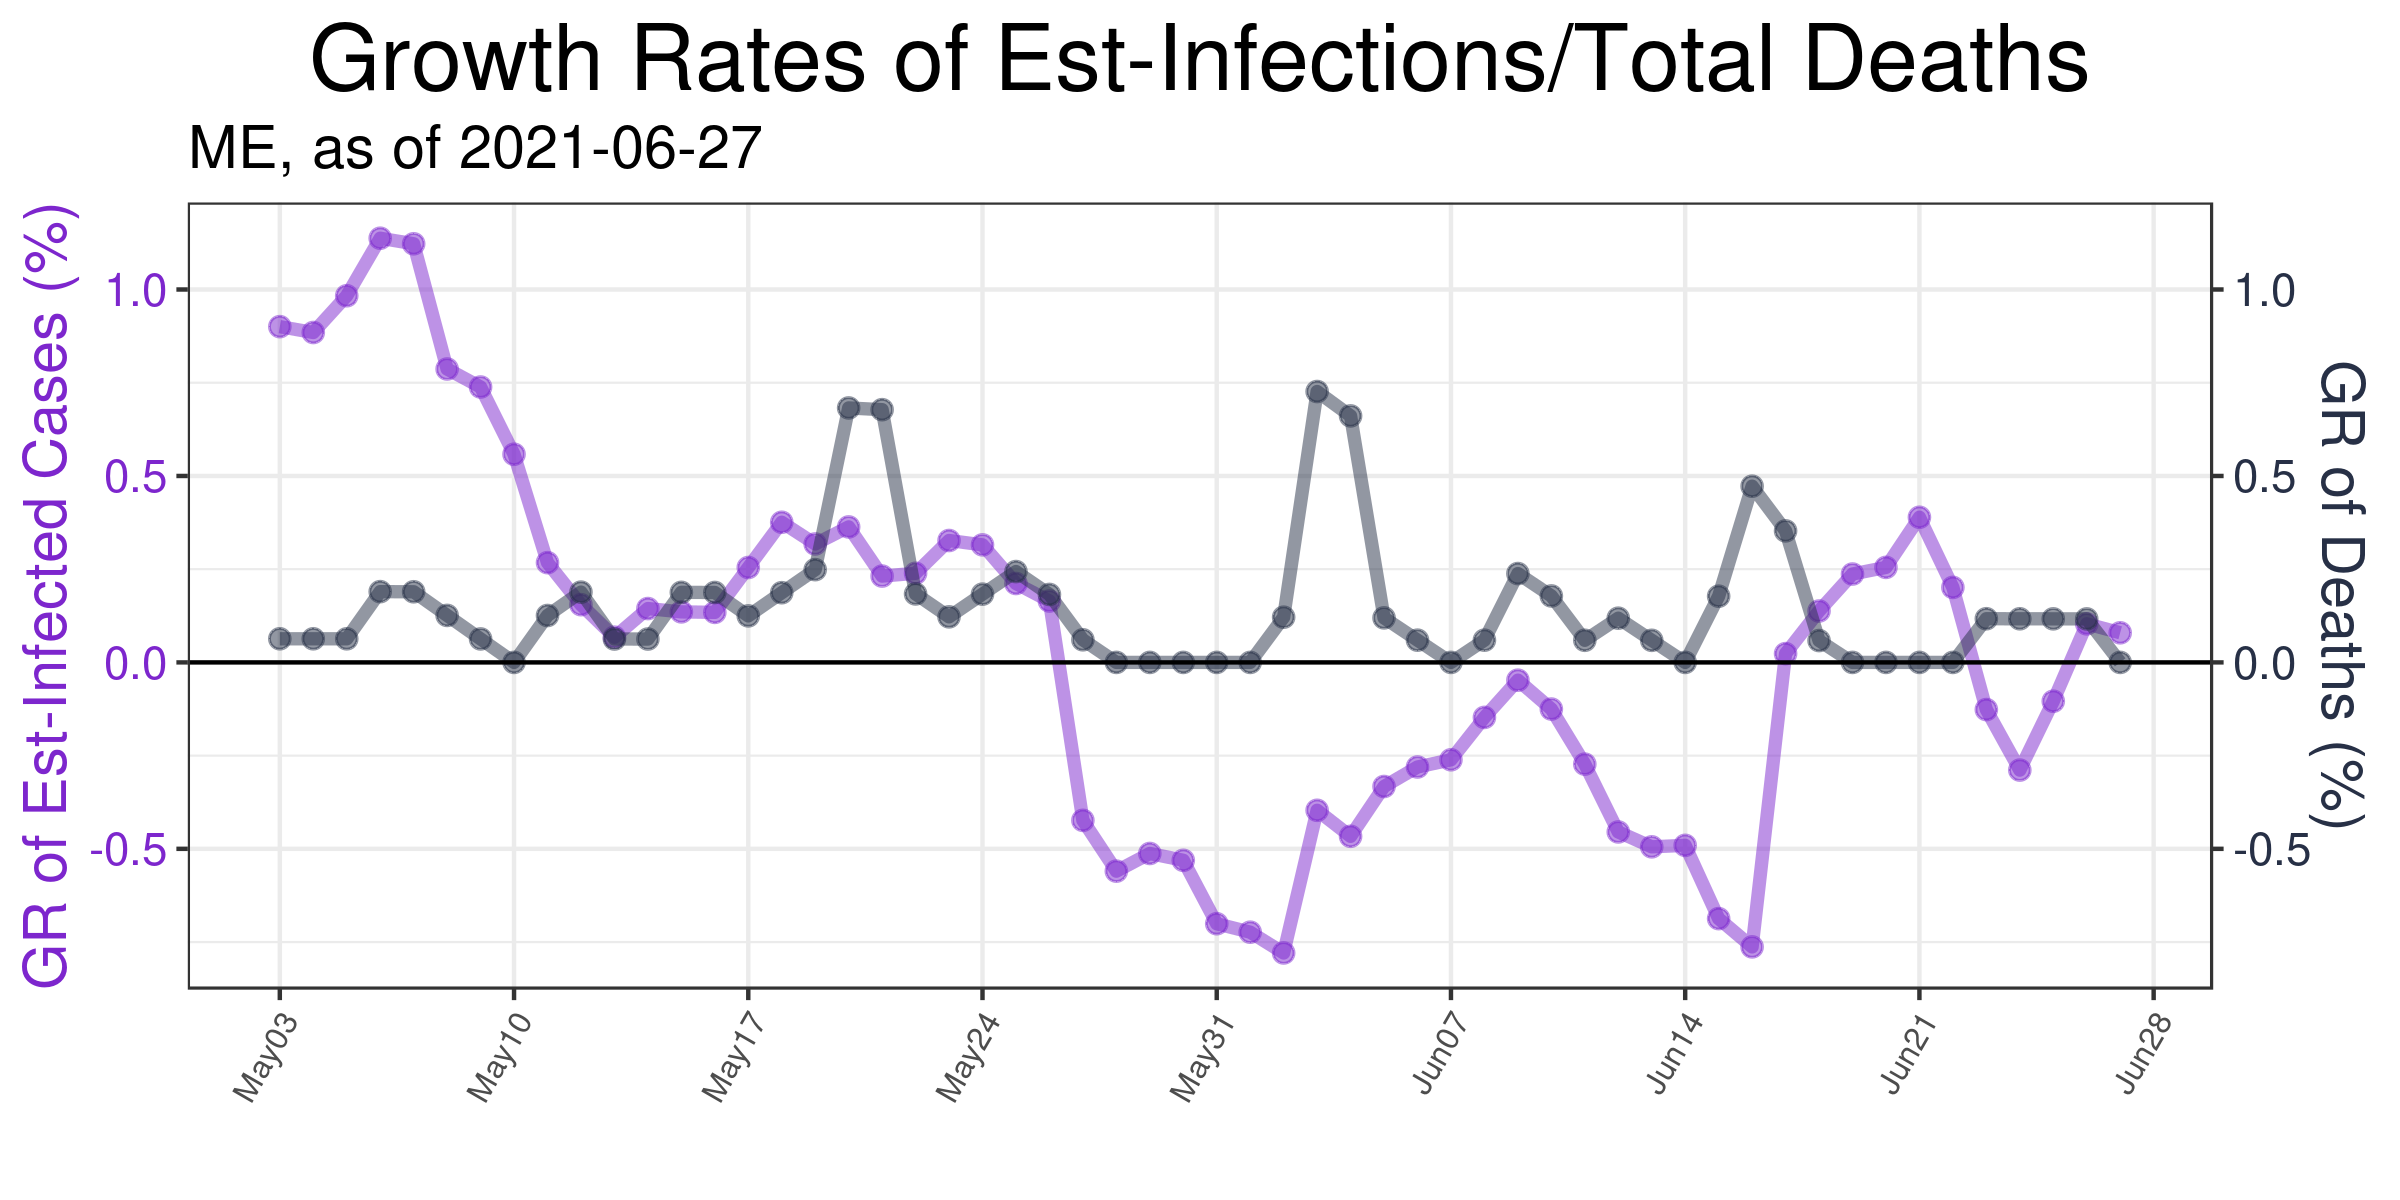 Growth Rates of Est-Infections/Total Deaths
ME, as of 2021-06-27
GR of Est-Infected Cases (%)
1.0
0.5
0.0
-0.5
1.0
0.5
0.0
-0.5
GR of Deaths (%)
May03
May10
May17
May24
May31
Jun07
Jun14
Jun21
Jun28